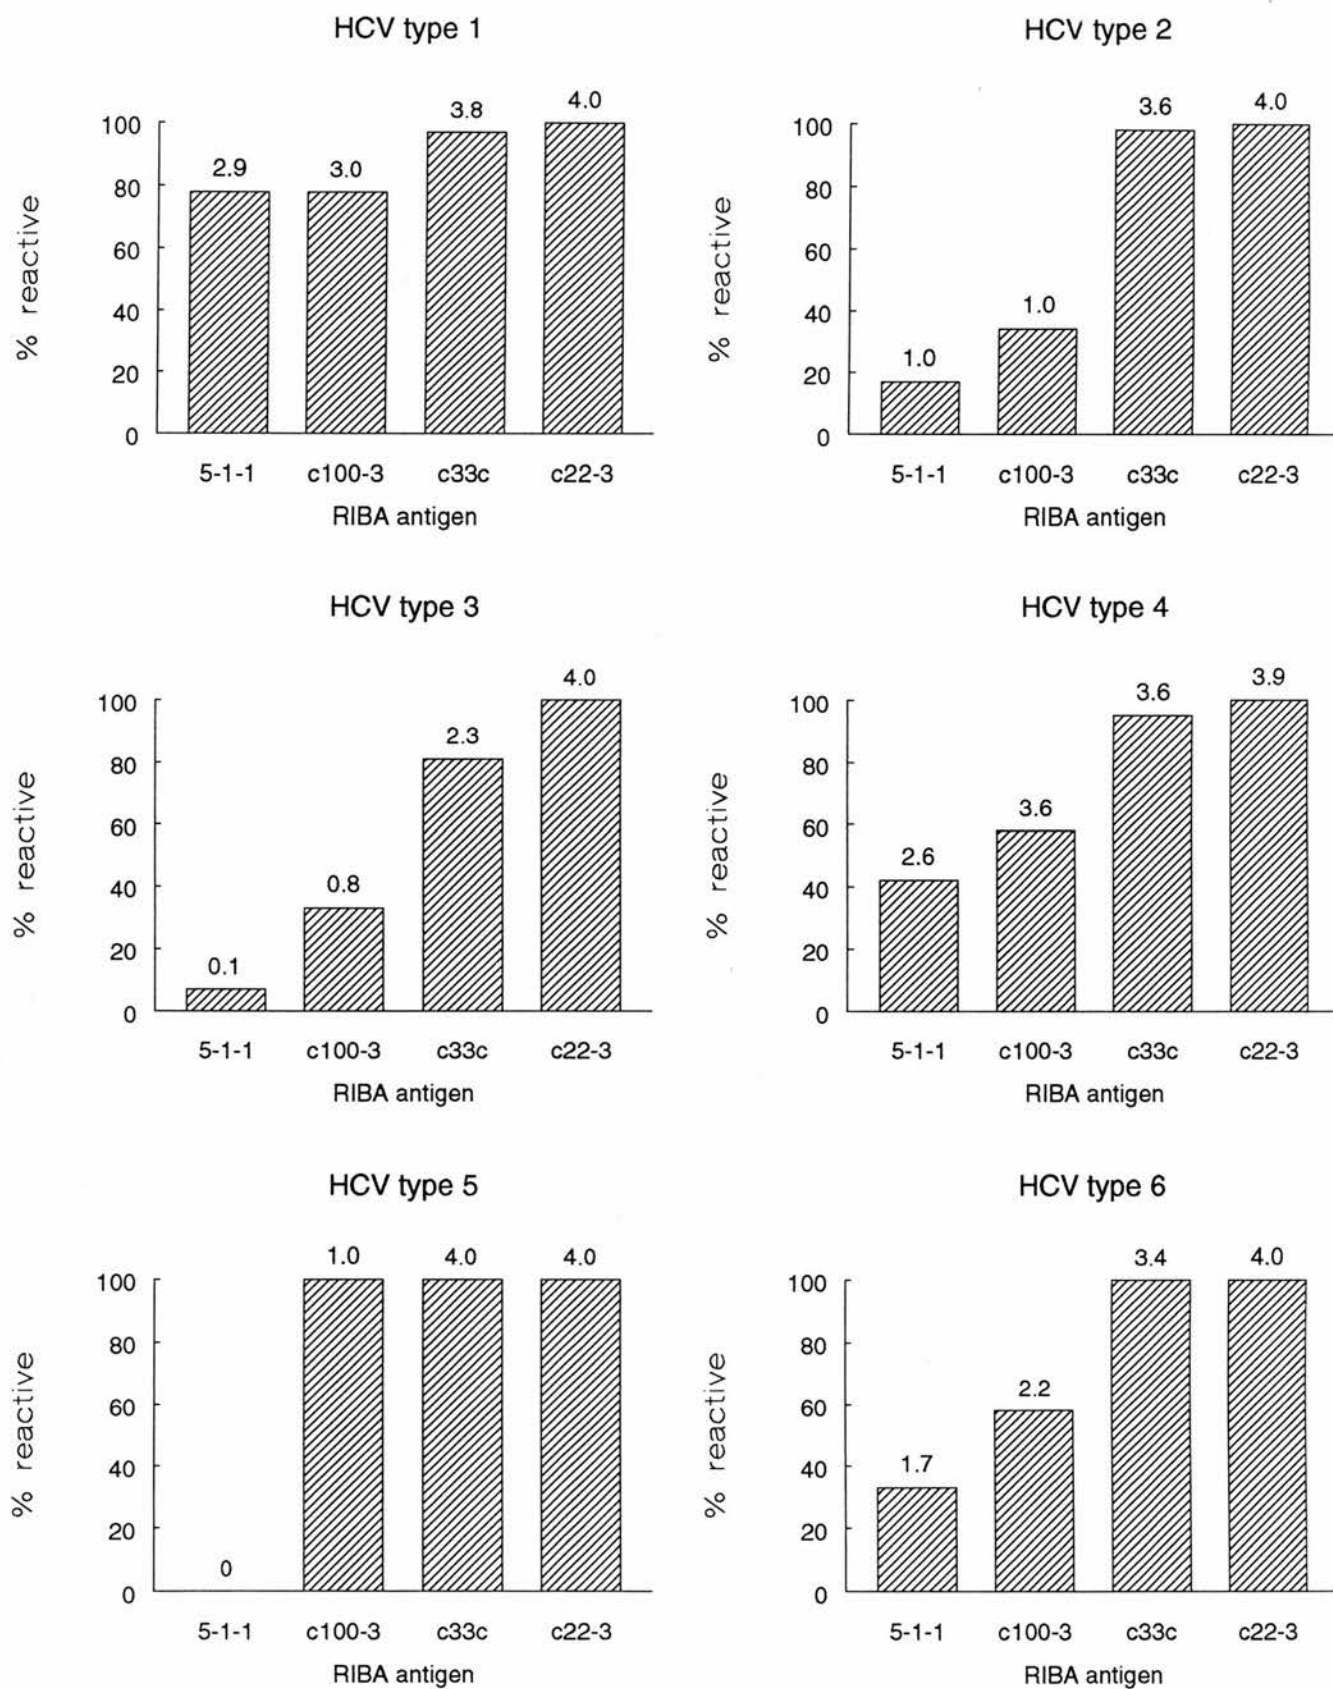 HCV type 1
% reactive
100
80
60
40
20
0
2.9
3.0
3.8
4.0
5-1-1 c100-3 c33c c22-3
RIBA antigen
HCV type 2
% reactive
100
80
60
40
20
0
1.0
1.0
3.6
4.0
5-1-1 c100-3 c33c c22-3
RIBA antigen
HCV type 3
% reactive
100
80
60
40
20
0
0.1
0.8
2.3
4.0
5-1-1 c100-3 c33c c22-3
RIBA antigen
HCV type 4
% reactive
100
80
60
40
20
0
2.6
3.6
3.6
3.9
5-1-1 c100-3 c33c c22-3
RIBA antigen
HCV type 5
% reactive
100
80
60
40
20
0
0
1.0
4.0
4.0
5-1-1 c100-3 c33c c22-3
RIBA antigen
HCV type 6
% reactive
100
80
60
40
20
0
1.7
2.2
3.4
4.0
5-1-1 c100-3 c33c c22-3
RIBA antigen